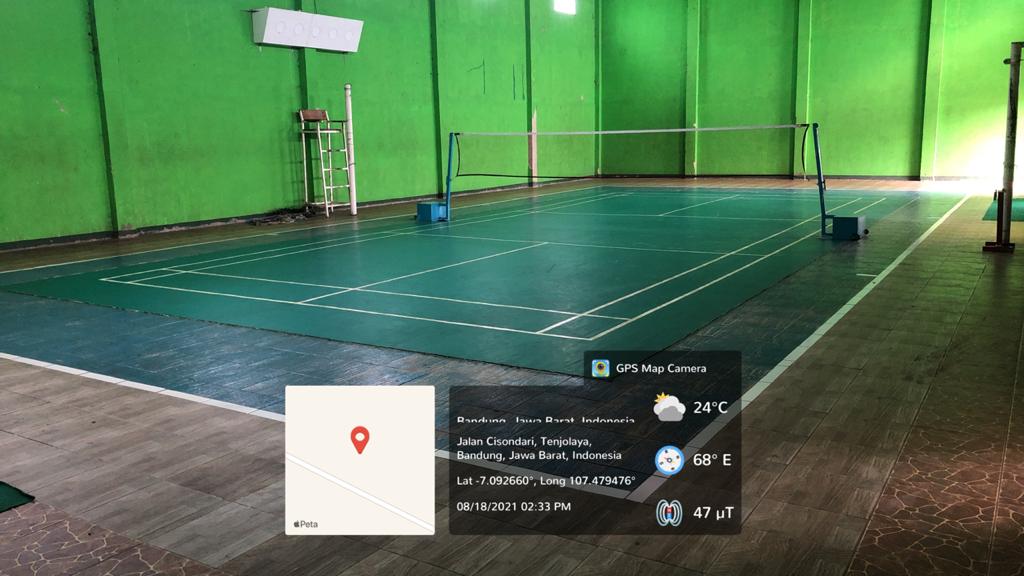 GPS Map Camera
24°C
Bandung, Jawa Barat, Indonesia
Jalan Cisondari, Tenjolaya,
Bandung, Jawa Barat, Indonesia
68° E
Lat -7.092660°, Long 107.479476°
08/18/2021 02:33 PM
47 µT
Peta